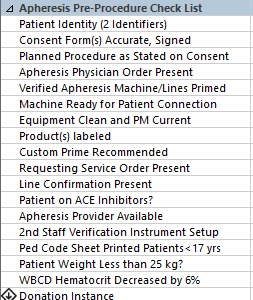 Apheresis Pre-Procedure Check List
Patient Identity (2 Identifiers)
Consent Form(s) Accurate, Signed
Planned Procedure as Stated on Consent
Apheresis Physician Order Present
Verified Apheresis Machine/Lines Primed
Machine Ready for Patient Connection
Equipment Clean and PM Current
Product(s) labeled
Custom Prime Recommended
Requesting Service Order Present
Line Confirmation Present
Patient on ACE Inhibitors?
Apheresis Provider Available
2nd Staff Verification Instrument Setup
Ped Code Sheet Printed Patients<17 yrs
Patient Weight Less than 25 kg?
WBCD Hematocrit Decreased by 6%
Donation Instance